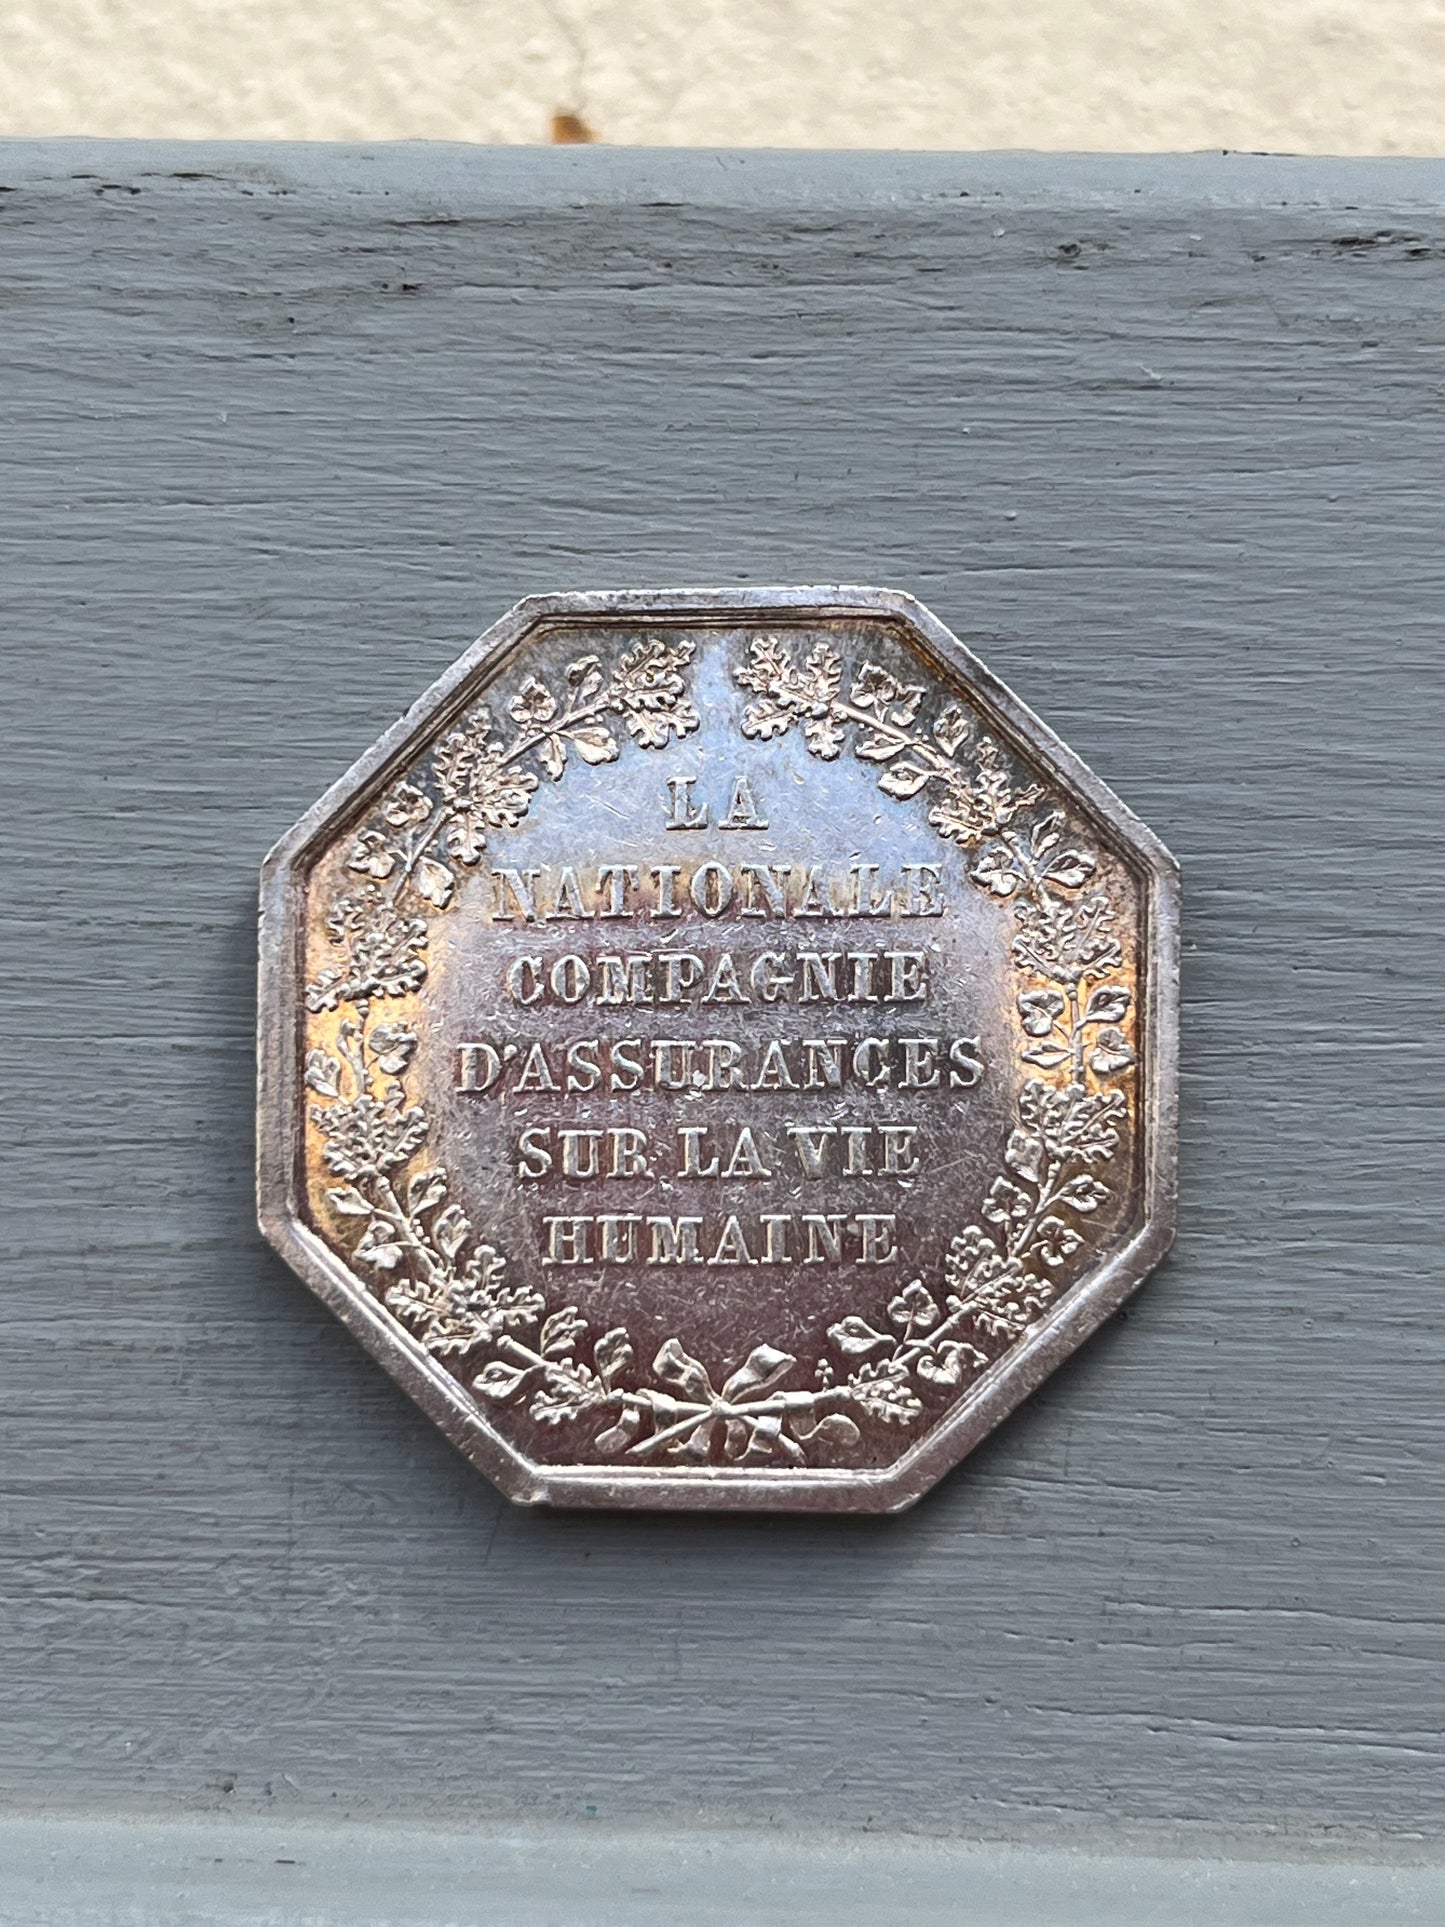 LA
NATIONALE
COMPAGNIE
D'ASSURANCES
SUR LA VIE
HUMAINE